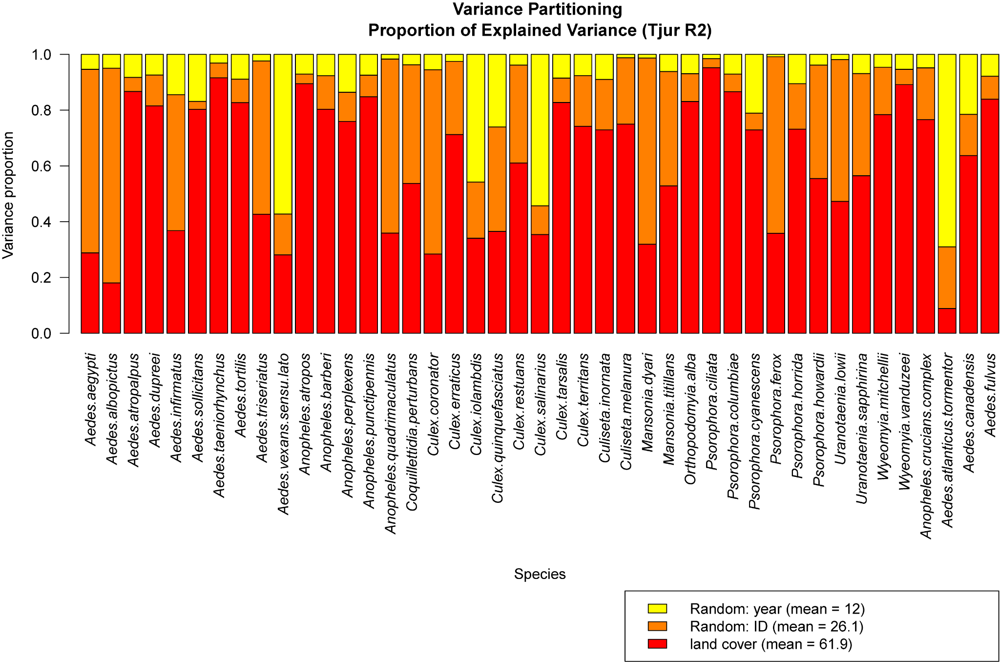 Variance Partitioning
Proportion of Explained Variance (Tjur R2)
Variance proportion
1.0
0.8
0.6
0.4
0.2
0.0
Aedes.aegypti
Aedes.albopictus
Aedes.atropalpus
Aedes.dupreei
Aedes.infirmatus
Aedes.sollicitans
Aedes.taeniorhynchus
Aedes.tortilis
Aedes.triseriatus
Aedes.vexans.sensu.lato
Anopheles.atropos
Anopheles.barberi
Anopheles.perplexens
Anopheles.punctipennis
Anopheles.quadrimaculatus
Coquillettidia.perturbans
Culex.coronator
Culex.erraticus
Culex.iolambdis
Culex.quinquefasciatus
Culex.restuans
Culex.salinarius
Culex.tarsalis
Culex.territans
Culiseta.inornata
Culiseta.melanura
Mansonia.dyari
Mansonia.titillans
Orthopodomyia.alba
Psorophora.ciliata
Psorophora.columbiae
Psorophora.cyanescens
Psorophora.ferox
Psorophora.horrida
Psorophora.howardii
Uranotaenia.lowii
Uranotaenia.sapphirina
Wyeomyia.mitchellii
Wyeomyia.vanduzeei
Anopheles.crucians.complex
Aedes.atlanticus.tormentor
Aedes.canadensis
Aedes.fulvus
Species
Random: year (mean = 12)
Random: ID (mean = 26.1)
land cover (mean = 61.9)